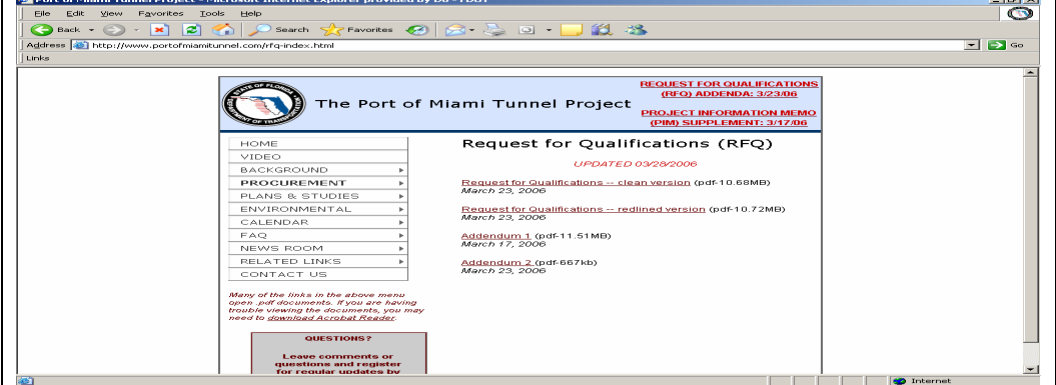 Port of Miami Tunnel Project - Microsoft Internet Explorer provided by D6 - FDOT
File Edit View Favorites Tools Help
Back Search Favorites
Address http://www.portofmiamitunnel.com/rfq-index.html Go
Links
STATE OF FLORIDA
DEPARTMENT OF TRANSPORTATION
The Port of Miami Tunnel Project
REQUEST FOR QUALIFICATIONS
(RFQ) ADDENDA: 3/23/06
PROJECT INFORMATION MEMO
(PIM) SUPPLEMENT: 3/17/06
HOME
VIDEO
BACKGROUND
PROCUREMENT
PLANS & STUDIES
ENVIRONMENTAL
CALENDAR
FAQ
NEWS ROOM
RELATED LINKS
CONTACT US
Many of the links in the above menu
open .pdf documents. If you are having
trouble viewing the documents, you may
need to download Acrobat Reader.
QUESTIONS?
Leave comments or
questions and register
for regular updates by
Request for Qualifications (RFQ)
UPDATED 03/28/2006
Request for Qualifications -- clean version (pdf-10.68MB)
March 23, 2006
Request for Qualifications -- redlined version (pdf-10.72MB)
March 23, 2006
Addendum 1 (pdf-11.51MB)
March 17, 2006
Addendum 2 (pdf-667kb)
March 23, 2006
Internet